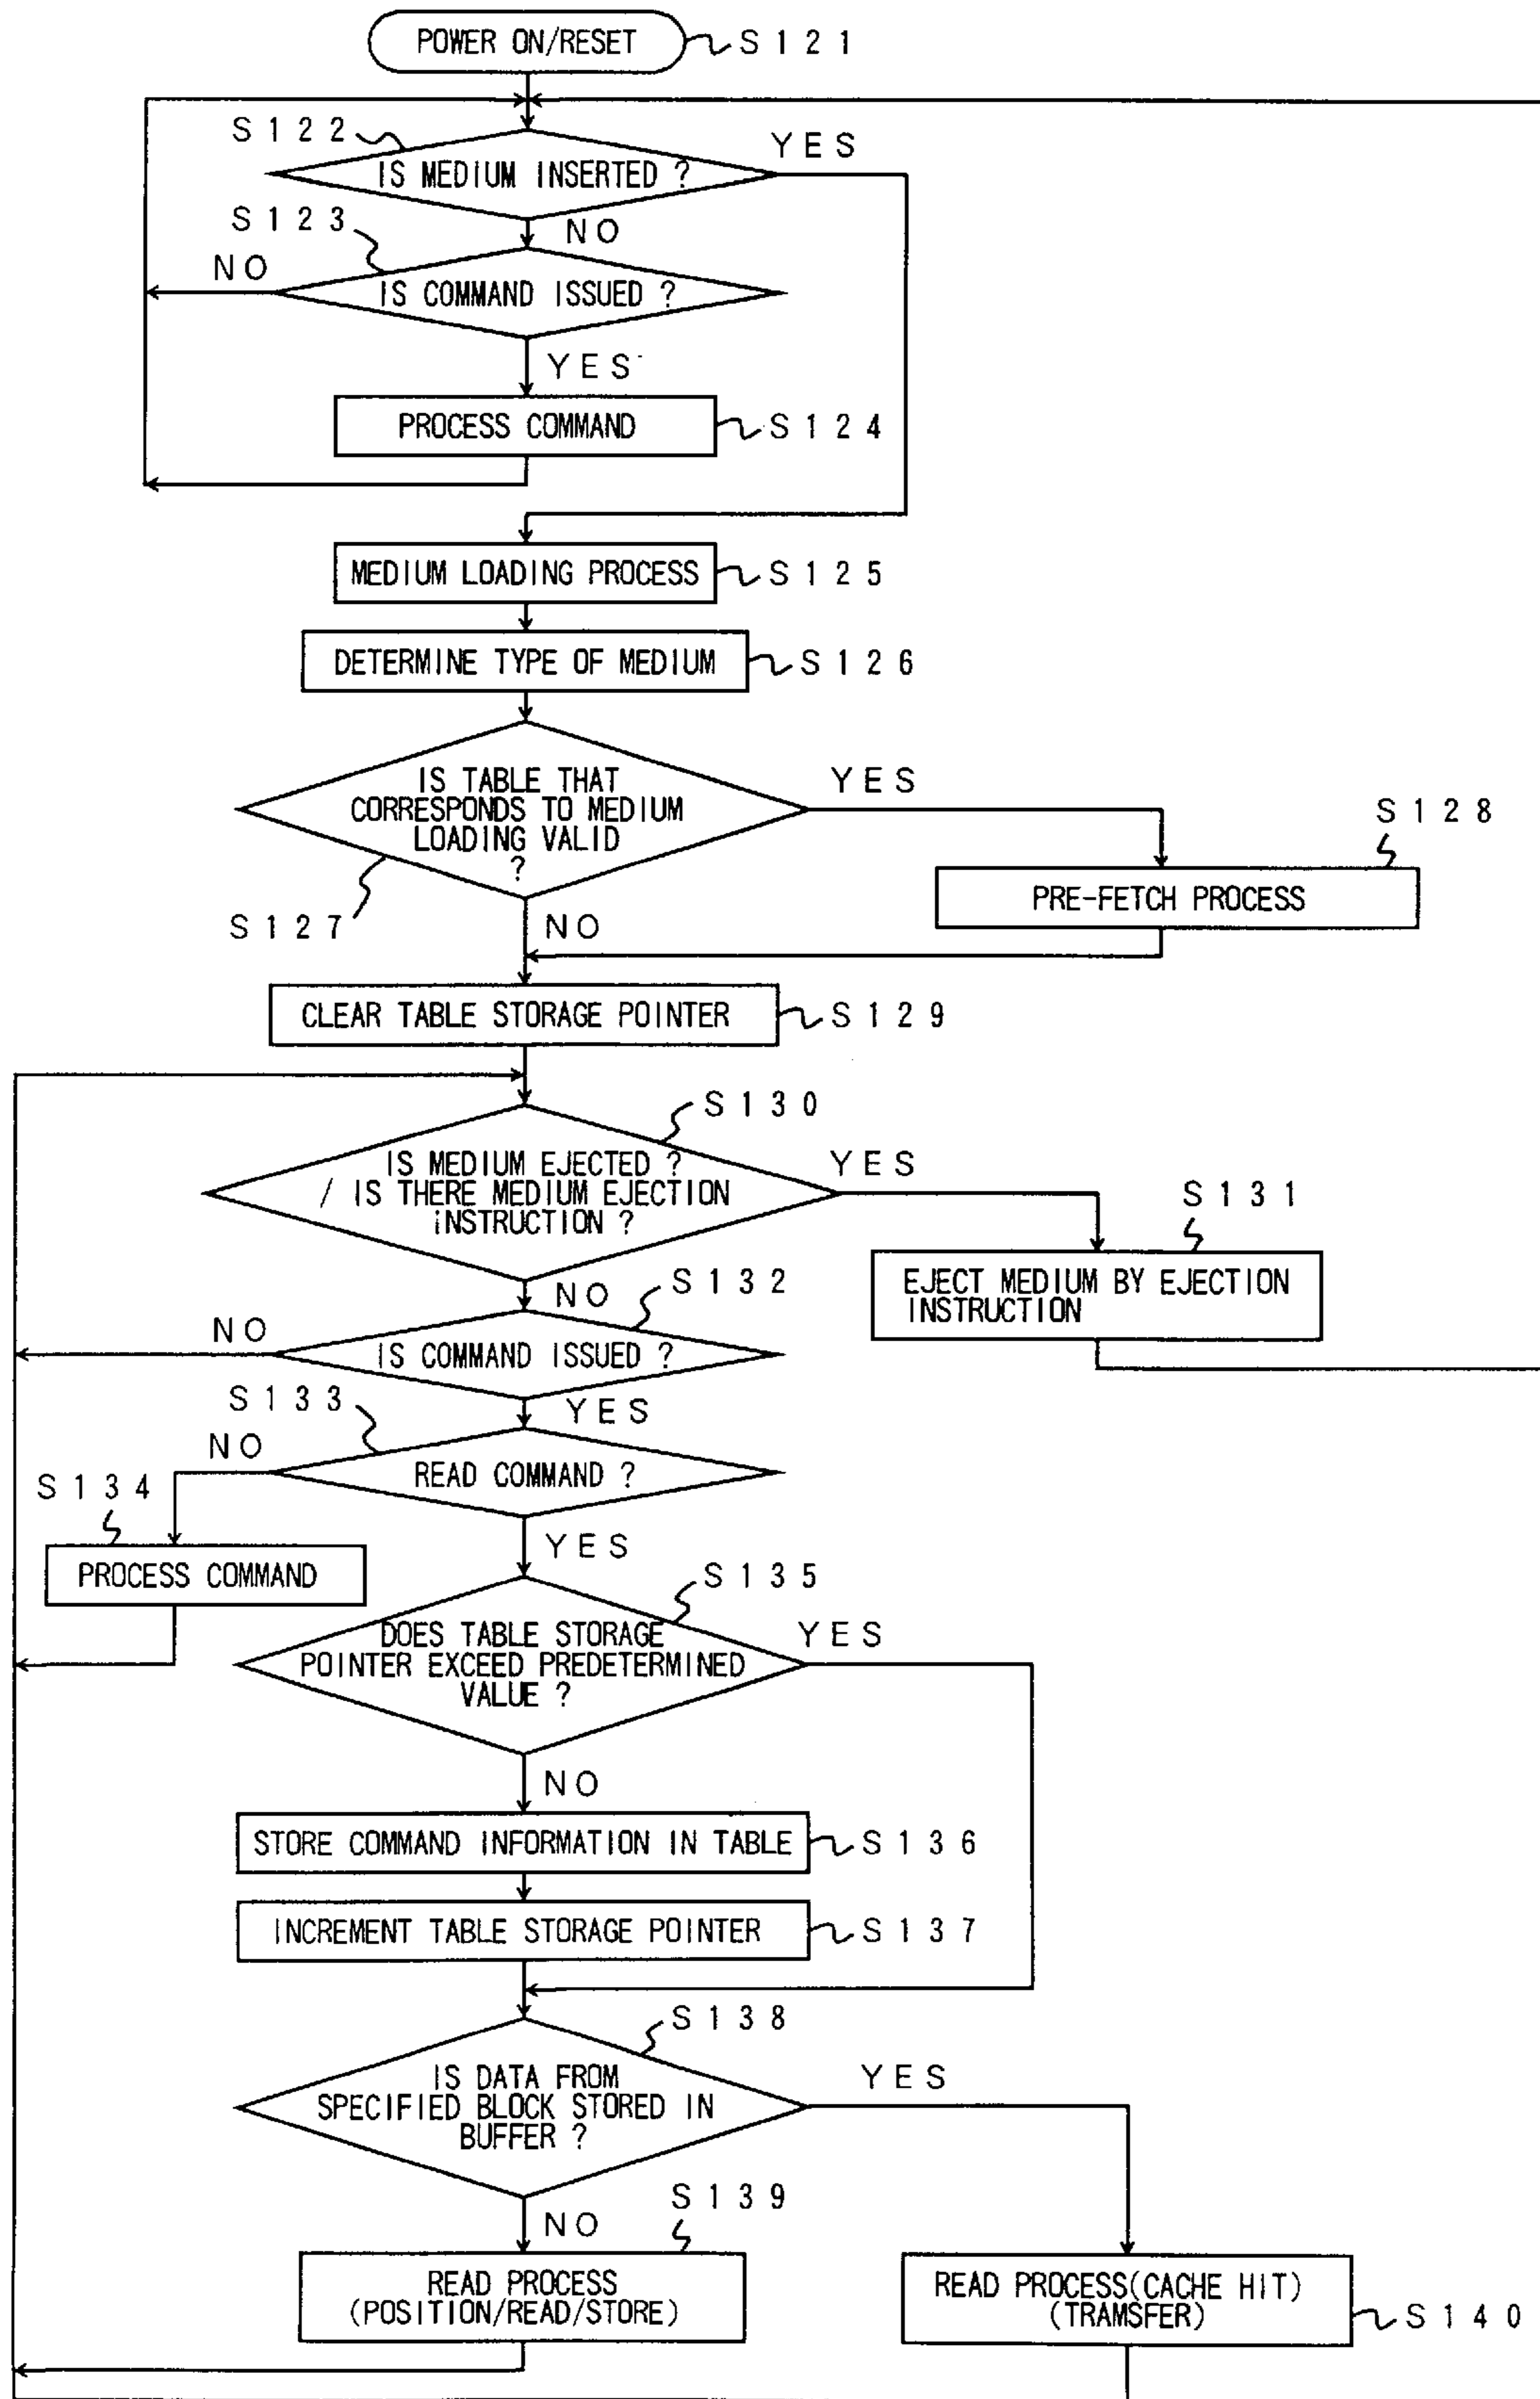 POWER ON/RESET
S121
S122
YES
IS MEDIUM INSERTED ?
S123
NO
NO
IS COMMAND ISSUED ?
YES
PROCESS COMMAND
S124
MEDIUM LOADING PROCESS
S125
DETERMINE TYPE OF MEDIUM
S126
IS TABLE THAT
CORRESPONDS TO MEDIUM
LOADING VALID
?
YES
S128
PRE-FETCH PROCESS
S127
NO
CLEAR TABLE STORAGE POINTER
S129
S130
IS MEDIUM EJECTED ?
/ IS THERE MEDIUM EJECTION
INSTRUCTION ?
YES
S131
EJECT MEDIUM BY EJECTION
INSTRUCTION
NO
S132
NO
IS COMMAND ISSUED ?
S133
YES
NO
READ COMMAND ?
S134
YES
PROCESS COMMAND
S135
DOES TABLE STORAGE
POINTER EXCEED PREDETERMINED
VALUE ?
YES
NO
STORE COMMAND INFORMATION IN TABLE
S136
INCREMENT TABLE STORAGE POINTER
S137
S138
IS DATA FROM
SPECIFIED BLOCK STORED IN
BUFFER ?
YES
S139
NO
READ PROCESS
(POSITION/READ/STORE)
READ PROCESS(CACHE HIT)
(TRAMSFER)
S140